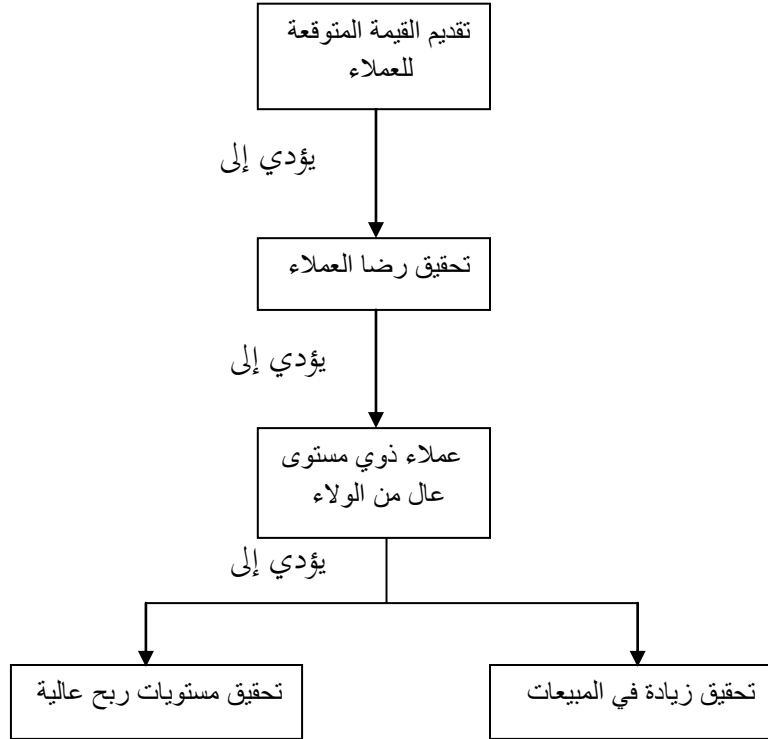 تقديم القيمة المتوقعة
للعملاء
يؤدي إلى
تحقيق رضا العملاء
يؤدي إلى
عملاء ذوي مستوى
عال من الولاء
يؤدي إلى
تحقيق زيادة في المبيعات
تحقيق مستويات ربح عالية